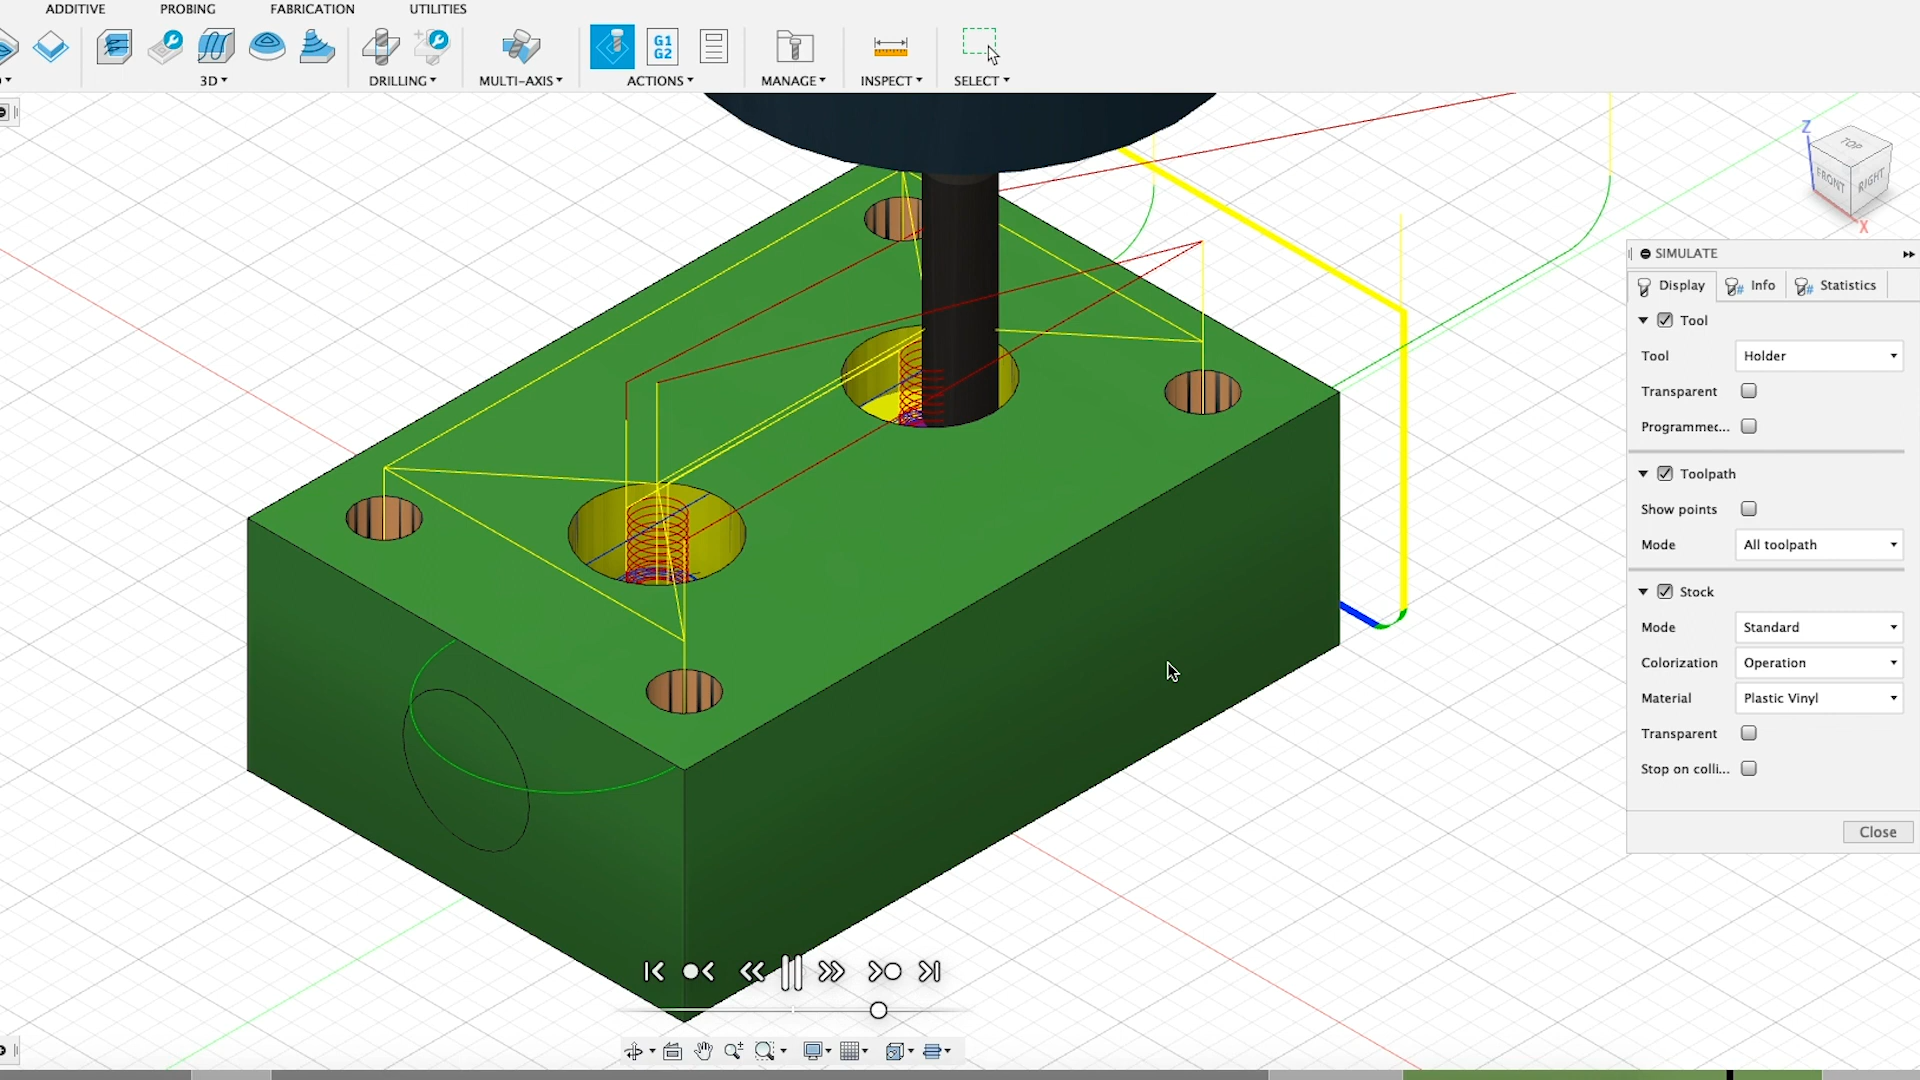 ADDITIVE PROBING FABRICATION UTILITIES
G1
G2
3D DRILLING MULTI-AXIS ACTIONS MANAGE INSPECT SELECT
Z
TOP
FRONT RIGHT
X
SIMULATE
Display Info Statistics
Tool
Tool Holder
Transparent
Programmec...
Toolpath
Show points
Mode All toolpath
Stock
Mode Standard
Colorization Operation
Material Plastic Vinyl
Transparent
Stop on colli...
Close